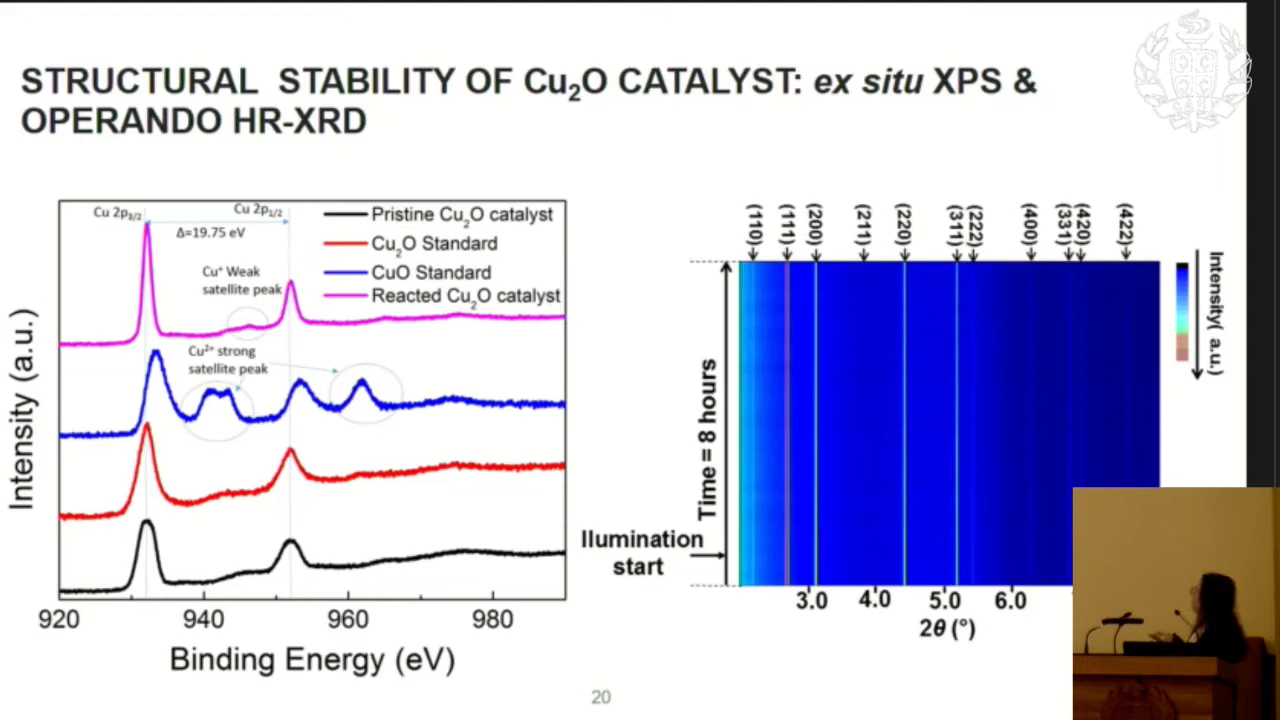 STRUCTURAL STABILITY OF Cu₂O CATALYST: ex situ XPS &
OPERANDO HR-XRD
Cu 2p₃/₂
Cu 2p₁/₂
Δ=19.75 eV
Cu⁺ Weak
satellite peak
Cu²⁺ strong
satellite peak
Pristine Cu₂O catalyst
Cu₂O Standard
CuO Standard
Reacted Cu₂O catalyst
Intensity (a.u.)
920
940
960
980
Binding Energy (eV)
(110)
(111)
(200)
(211)
(220)
(311)
(222)
(400)
(331)
(420)
(422)
Intensity( a.u.)
Time = 8 hours
Illumination
start
3.0
4.0
5.0
6.0
2θ (°)
20